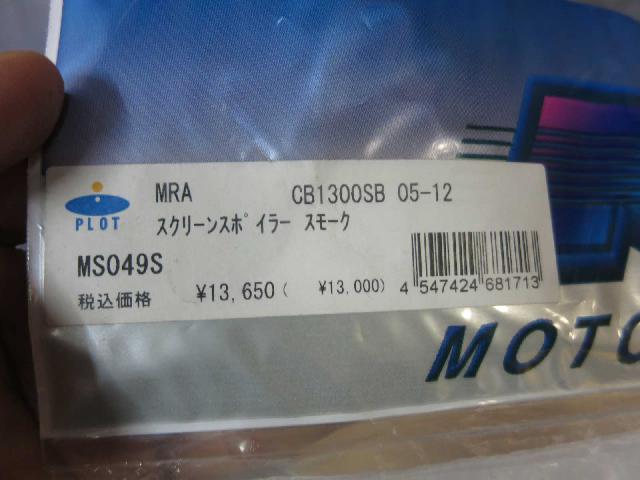 MRA CB1300SB 05-12
PLOT スクリーンスポイラー スモーク
MS049S
税込価格 ¥13,650( ¥13,000) 4 547424 681713
MOTO